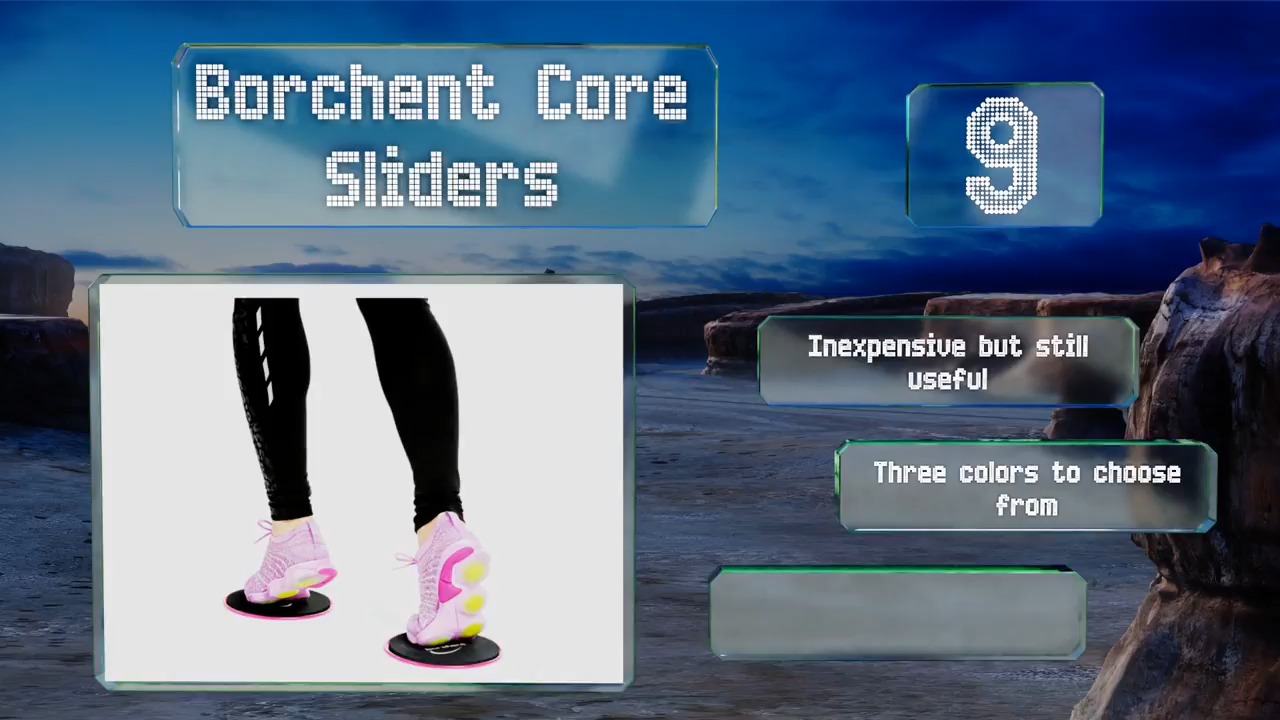 Borchent Core
Sliders
9
Inexpensive but still
useful
Three colors to choose
from